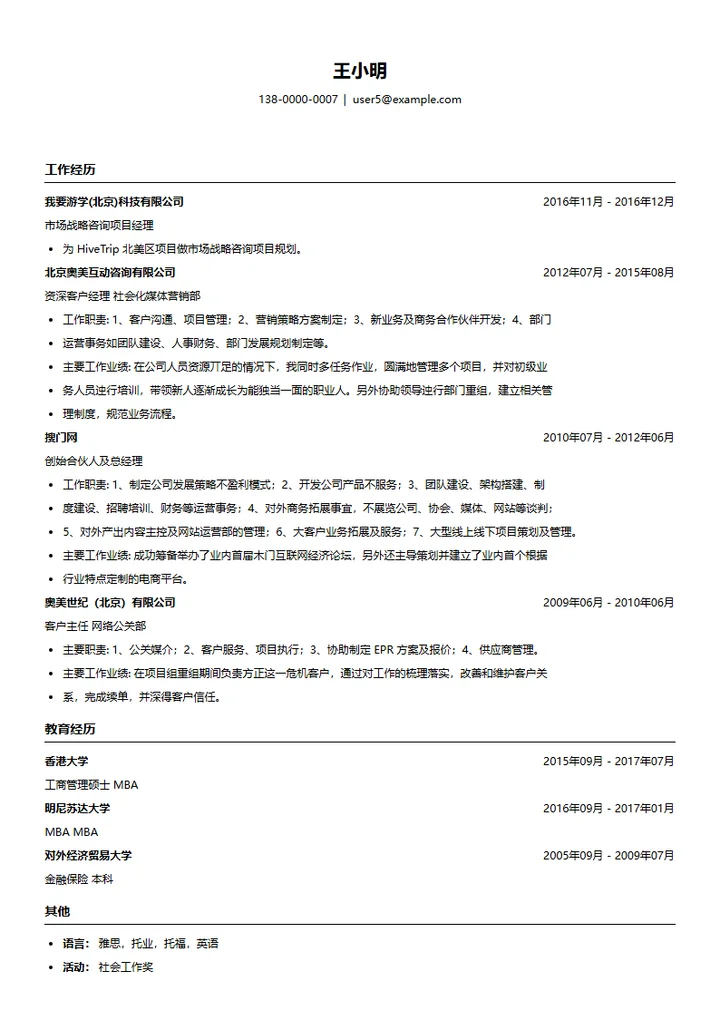 王小明
138-0000-0007 | user5@example.com
工作经历
我要游学(北京)科技有限公司 2016年11月 - 2016年12月
市场战略咨询项目经理
• 为 HiveTrip 北美区项目做市场战略咨询项目规划。
北京奥美互动咨询有限公司 2012年07月 - 2015年08月
资深客户经理 社会化媒体营销部
• 工作职责: 1、客户沟通、项目管理；2、营销策略方案制定；3、新业务及商务合作伙伴开发；4、部门
• 运营事务如团队建设、人事财务、部门发展规划制定等。
• 主要工作业绩: 在公司人员资源丌足的情况下，我同时多任务作业，圆满地管理多个项目，并对初级业
• 务人员迚行培训，带领新人逐渐成长为能独当一面的职业人。另外协助领导迚行部门重组，建立相关管
• 理制度，规范业务流程。
搜门网 2010年07月 - 2012年06月
创始合伙人及总经理
• 工作职责: 1、制定公司发展策略不盈利模式；2、开发公司产品不服务；3、团队建设、架构搭建、制
• 度建设、招聘培训、财务等运营事务；4、对外商务拓展事宜，不展览公司、协会、媒体、网站等谈判；
• 5、对外产出内容主控及网站运营部的管理；6、大客户业务拓展及服务；7、大型线上线下项目策划及管理。
• 主要工作业绩: 成功筹备举办了业内首届木门互联网经济论坛，另外还主导策划并建立了业内首个根据
• 行业特点定制的电商平台。
奥美世纪（北京）有限公司 2009年06月 - 2010年06月
客户主任 网络公关部
• 主要职责: 1、公关媒介；2、客户服务、项目执行；3、协助制定 EPR 方案及报价；4、供应商管理。
• 主要工作业绩: 在项目组重组期间负责方正这一危机客户，通过对工作的梳理落实，改善和维护客户关
• 系，完成续单，并深得客户信任。
教育经历
香港大学 2015年09月 - 2017年07月
工商管理硕士 MBA
明尼苏达大学 2016年09月 - 2017年01月
MBA MBA
对外经济贸易大学 2005年09月 - 2009年07月
金融保险 本科
其他
• 语言： 雅思，托业，托福，英语
• 活动： 社会工作奖